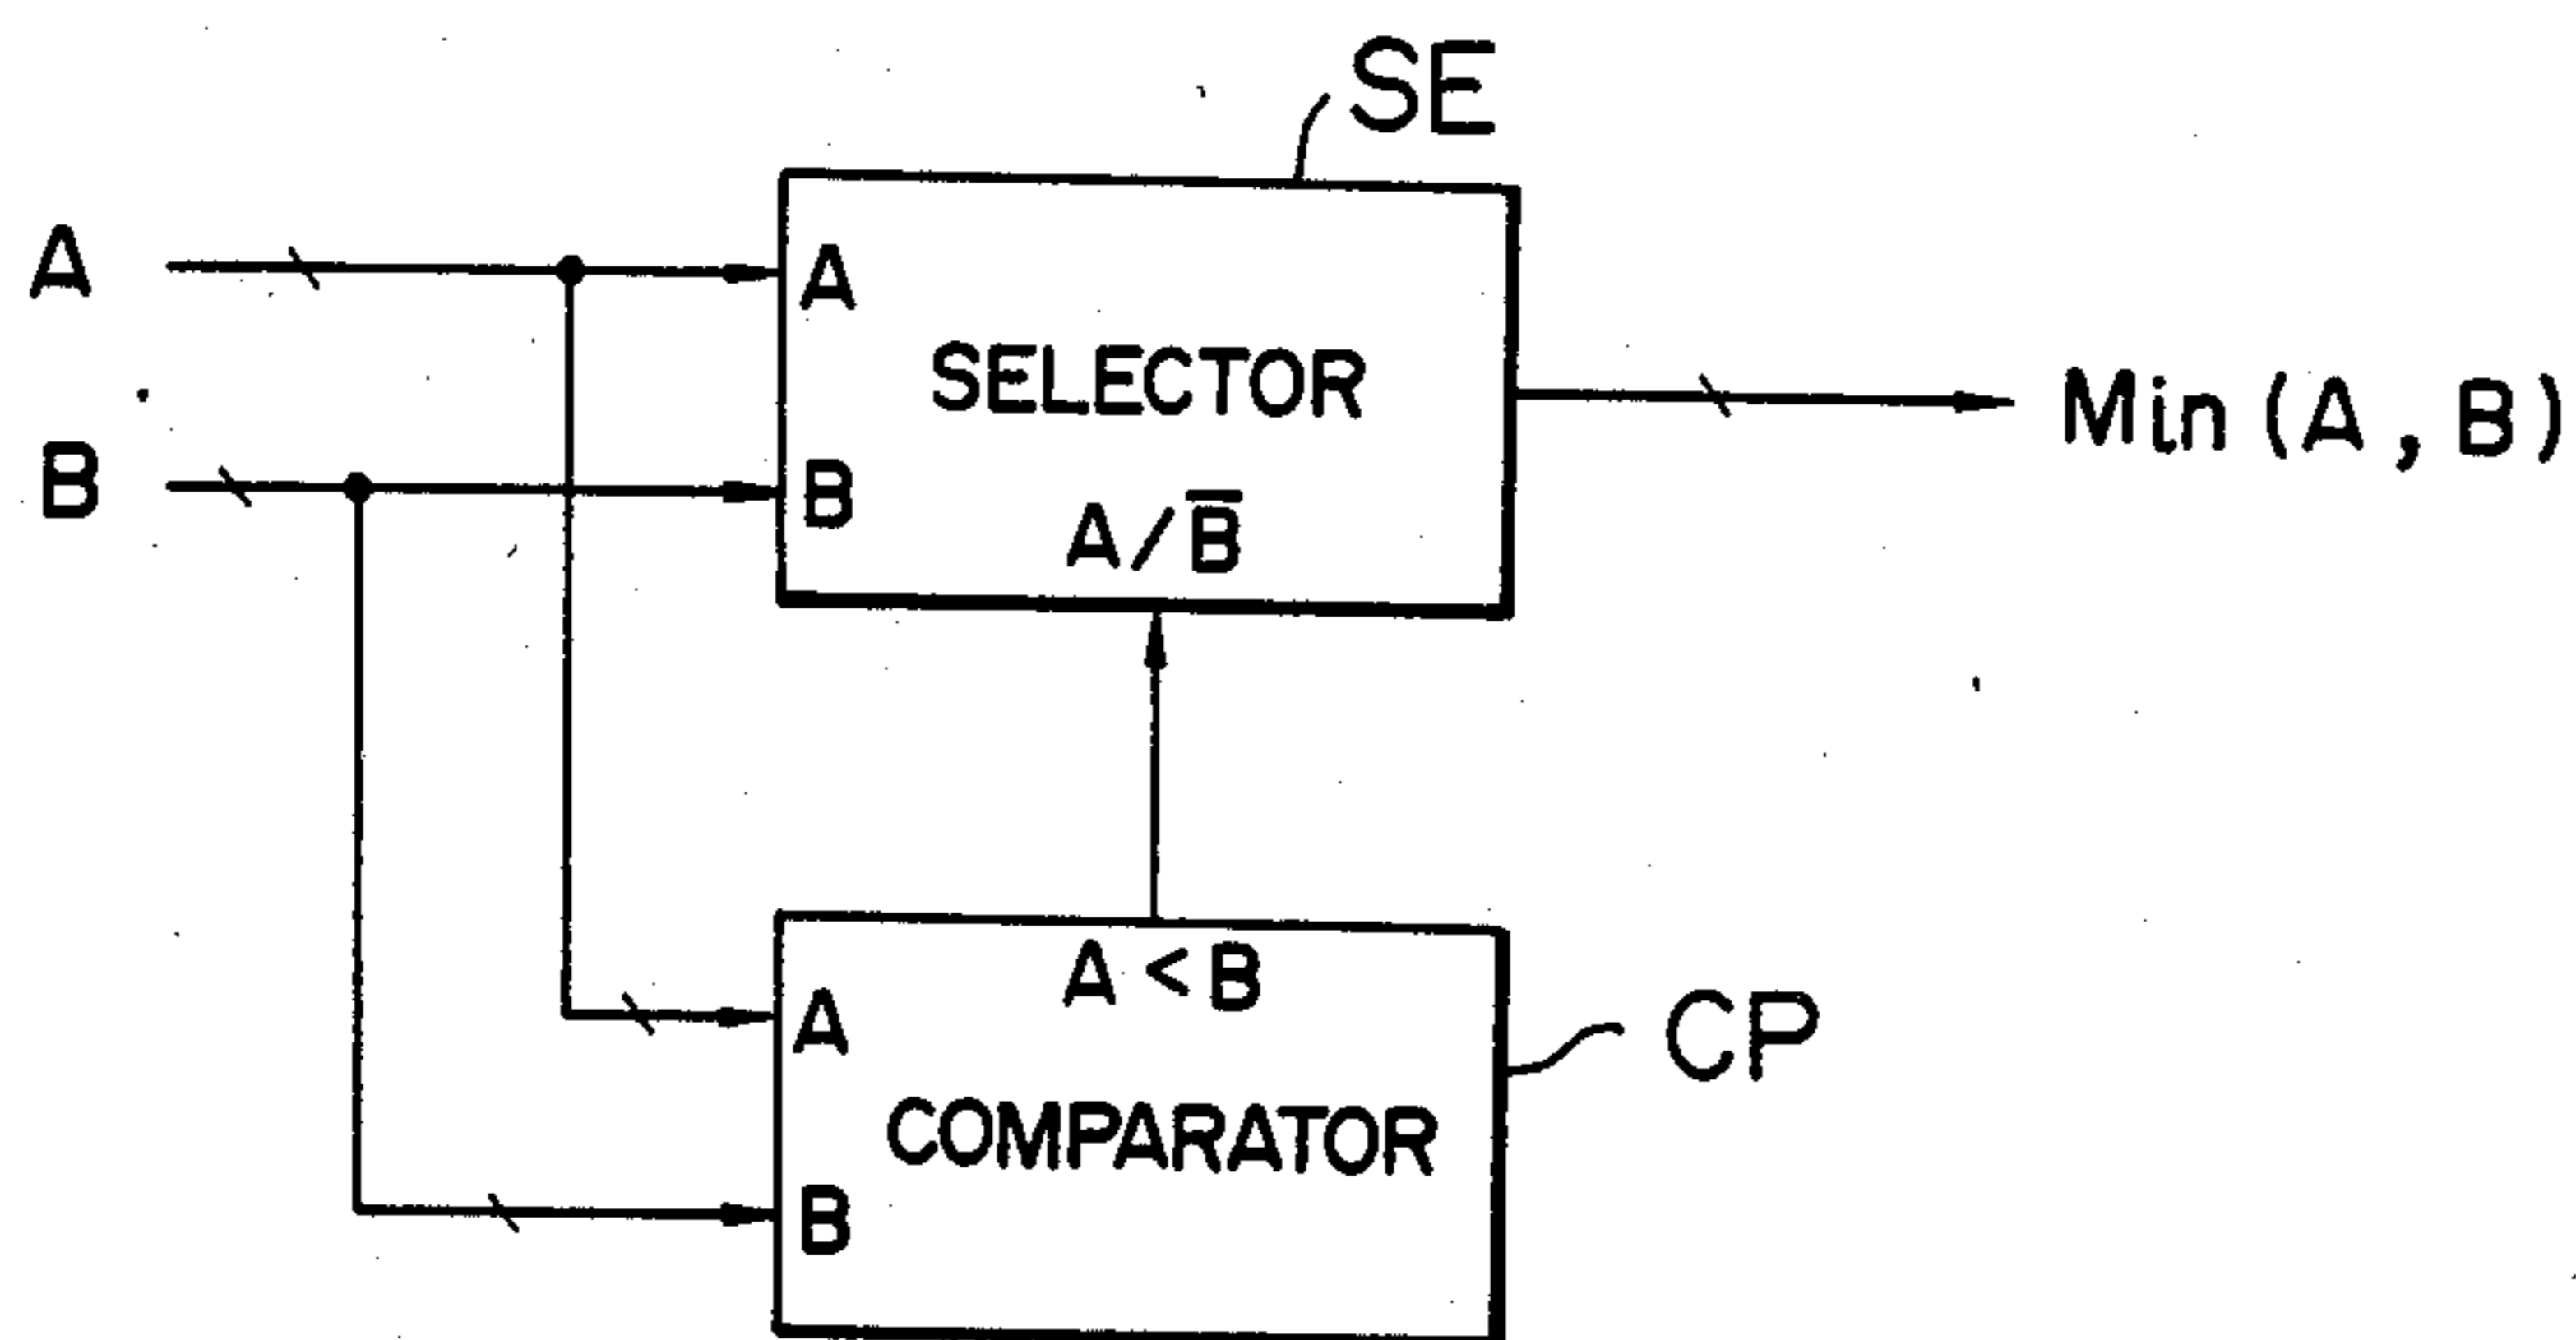 SE
A
A
SELECTOR
Min (A, B)
B
B
A/B̅
A < B
A
CP
COMPARATOR
B